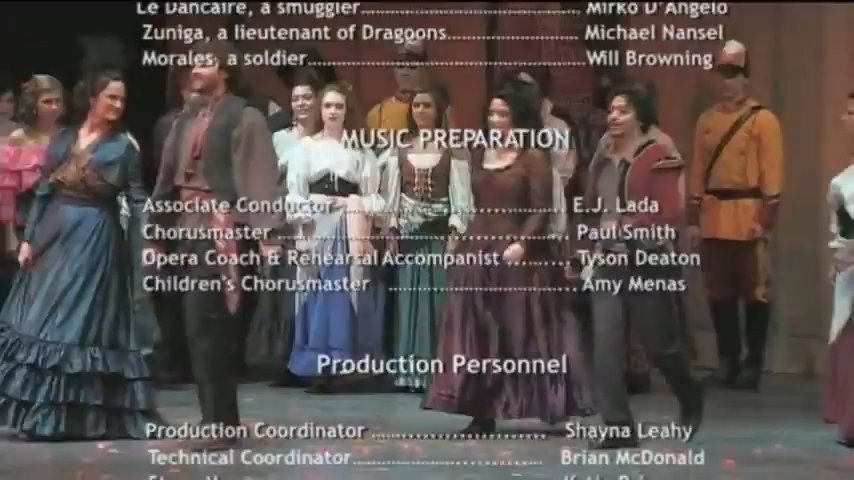 Le Dancaire, a smuggler........................... Mirko D'Angelo
Zuniga, a lieutenant of Dragoons................ Michael Nansel
Morales, a soldier................................. Will Browning
MUSIC PREPARATION
Associate Conductor ........................... E.J. Lada
Chorusmaster ................................... Paul Smith
Opera Coach & Rehearsal Accompanist .......... Tyson Deaton
Children's Chorusmaster ....................... Amy Menas
Production Personnel
Production Coordinator ...................... Shayna Leahy
Technical Coordinator........................ Brian McDonald